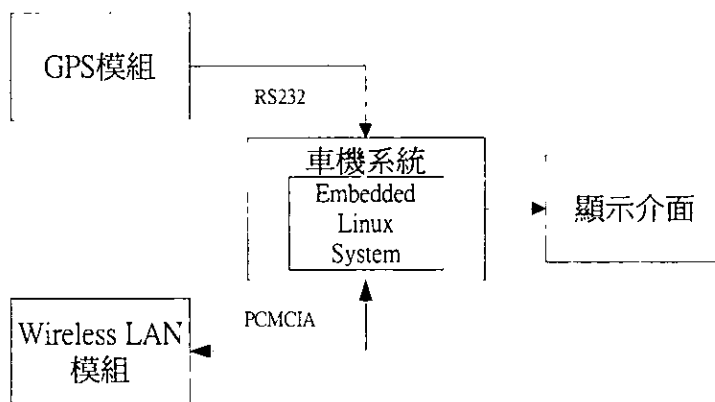 GPS模組
RS232
車機系統
Embedded
Linux
System
顯示介面
PCMCIA
Wireless LAN
模組